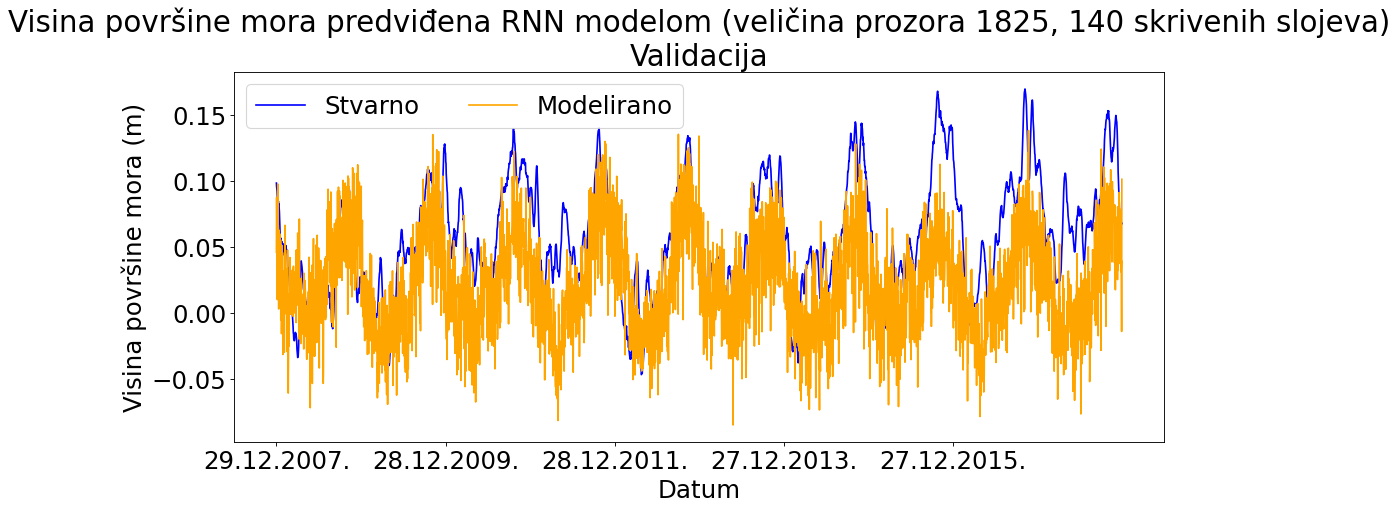 Visina površine mora predviđena RNN modelom (veličina prozora 1825, 140 skrivenih slojeva)
Validacija
Stvarno Modelirano
Visina površine mora (m)
0.15
0.10
0.05
0.00
−0.05
29.12.2007. 28.12.2009. 28.12.2011. 27.12.2013. 27.12.2015.
Datum